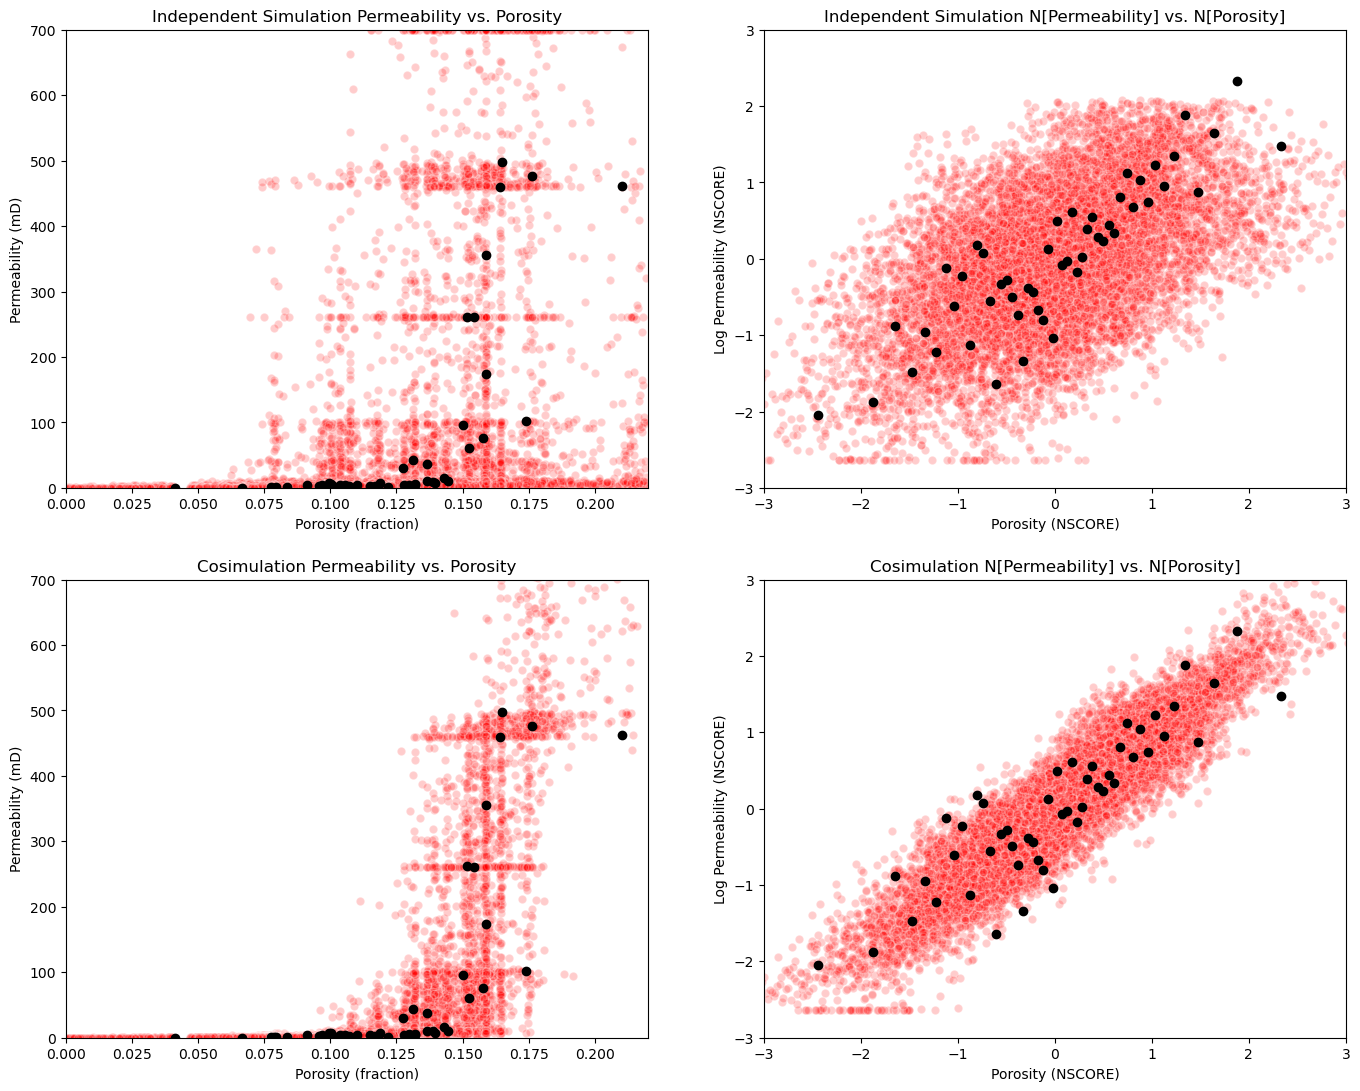 Independent Simulation Permeability vs. Porosity
700
600
500
400
300
200
100
0
Permeability (mD)
0.000 0.025 0.050 0.075 0.100 0.125 0.150 0.175 0.200
Porosity (fraction)
Independent Simulation N[Permeability] vs. N[Porosity]
3
2
1
0
−1
−2
−3
Log Permeability (NSCORE)
−3 −2 −1 0 1 2 3
Porosity (NSCORE)
Cosimulation Permeability vs. Porosity
700
600
500
400
300
200
100
0
Permeability (mD)
0.000 0.025 0.050 0.075 0.100 0.125 0.150 0.175 0.200
Porosity (fraction)
Cosimulation N[Permeability] vs. N[Porosity]
3
2
1
0
−1
−2
−3
Log Permeability (NSCORE)
−3 −2 −1 0 1 2 3
Porosity (NSCORE)